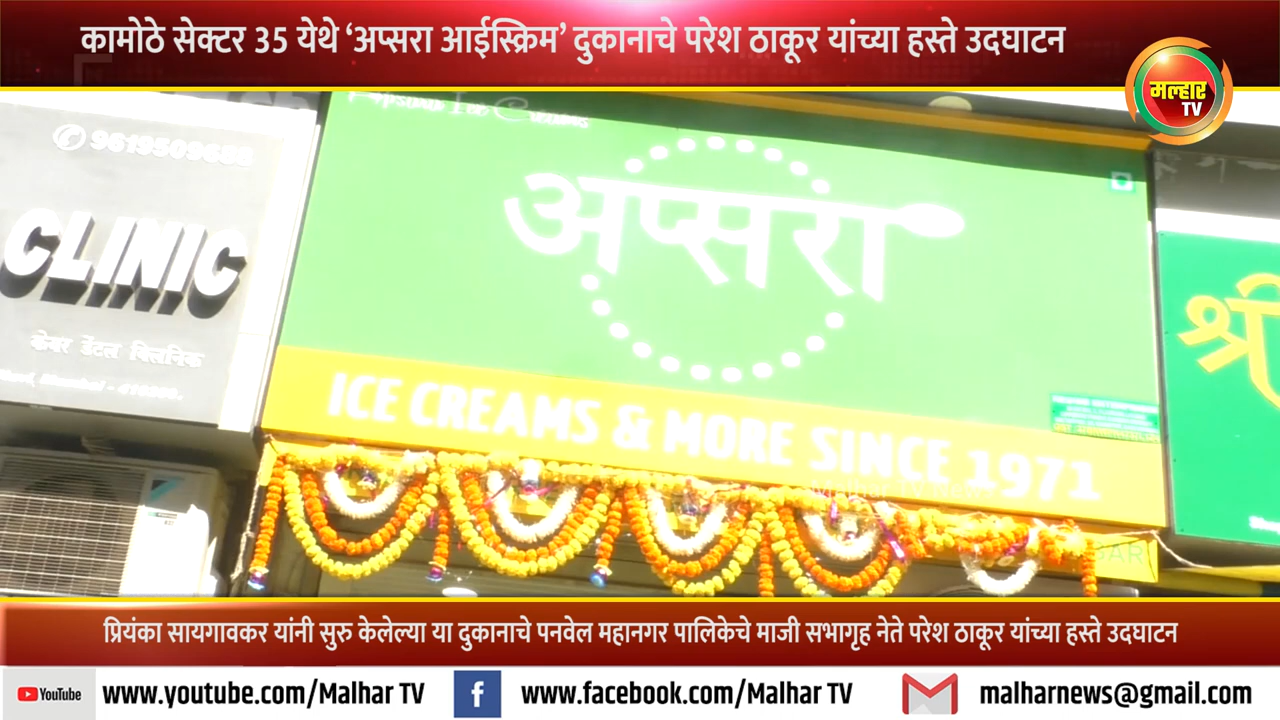 कामोठे सेक्टर 35 येथे ‘अप्सरा आईस्क्रिम’ दुकानाचे परेश ठाकूर यांच्या हस्ते उदघाटन
मल्हार
TV
अप्सरा
ICE CREAMS & MORE SINCE 1971
CLINIC
केअर डेंटल क्लिनिक
श्री
प्रियंका सायगावकर यांनी सुरु केलेल्या या दुकानाचे पनवेल महानगर पालिकेचे माजी सभागृह नेते परेश ठाकूर यांच्या हस्ते उदघाटन
YouTube
www.youtube.com/Malhar TV
f
www.facebook.com/Malhar TV
malharnews@gmail.com